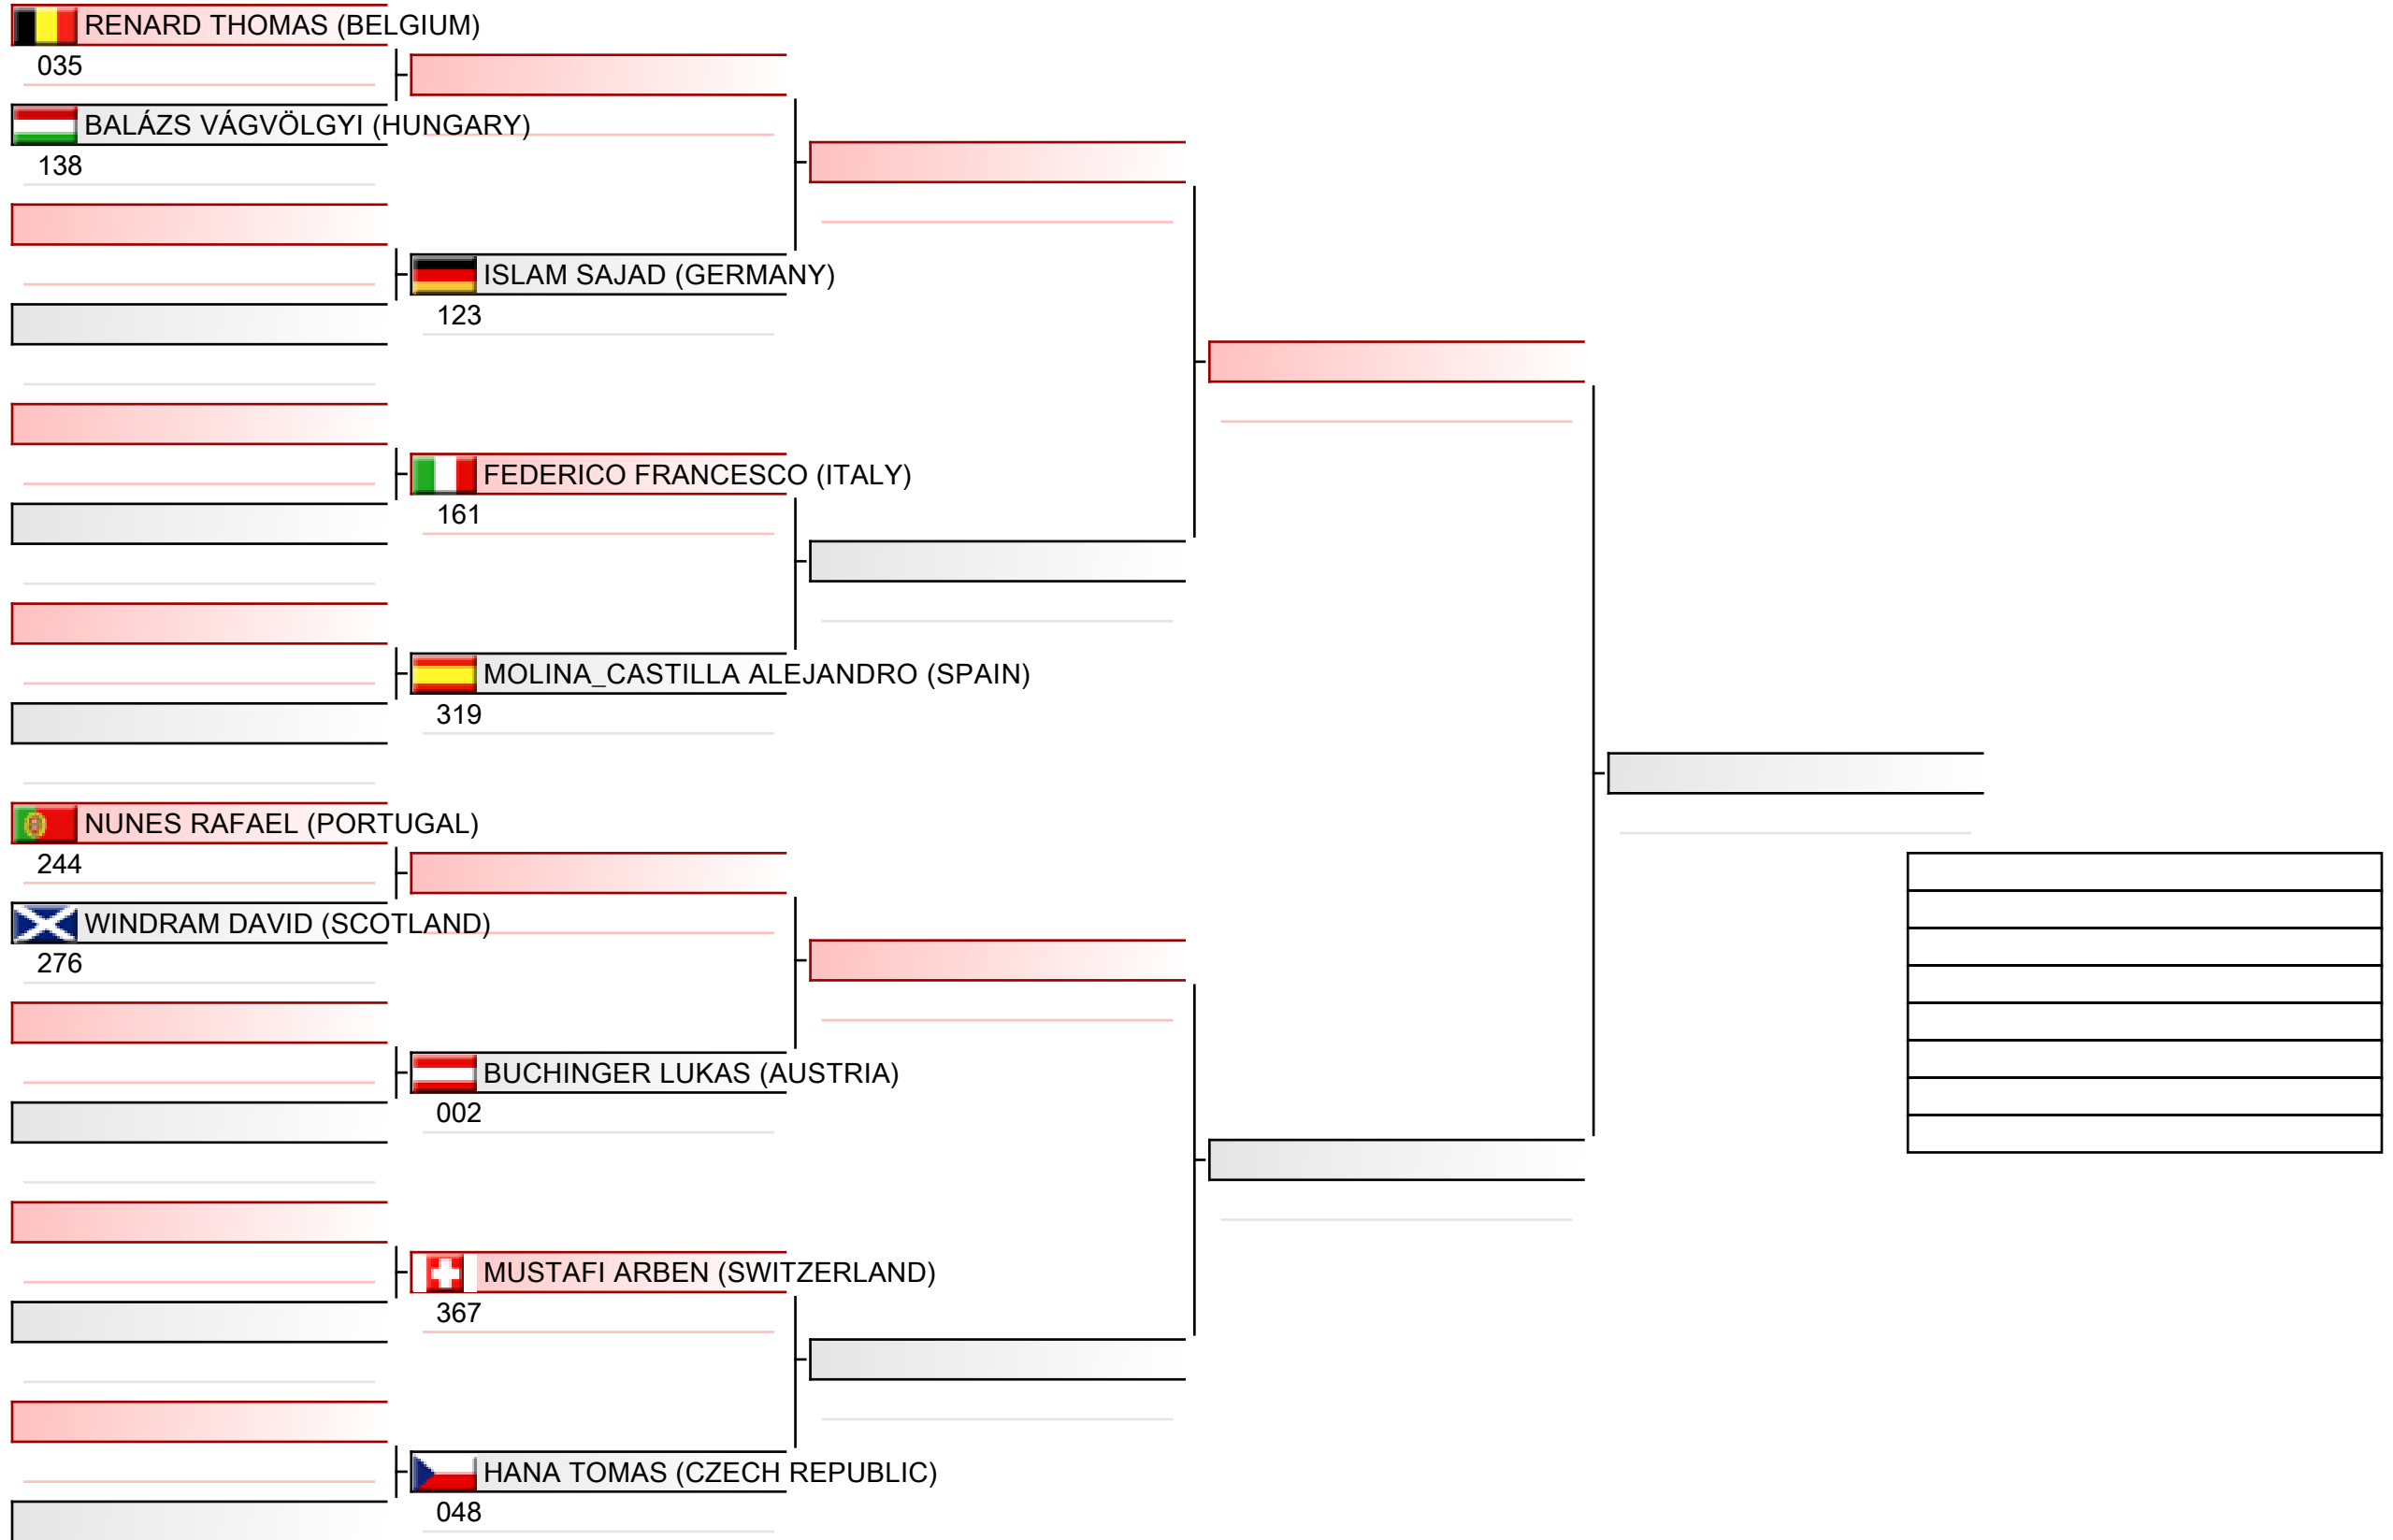 RENARD THOMAS (BELGIUM)
035
BALÁZS VÁGVÖLGYI (HUNGARY)
138
ISLAM SAJAD (GERMANY)
123
FEDERICO FRANCESCO (ITALY)
161
MOLINA_CASTILLA ALEJANDRO (SPAIN)
319
NUNES RAFAEL (PORTUGAL)
244
WINDRAM DAVID (SCOTLAND)
276
BUCHINGER LUKAS (AUSTRIA)
002
MUSTAFI ARBEN (SWITZERLAND)
367
HANA TOMAS (CZECH REPUBLIC)
048